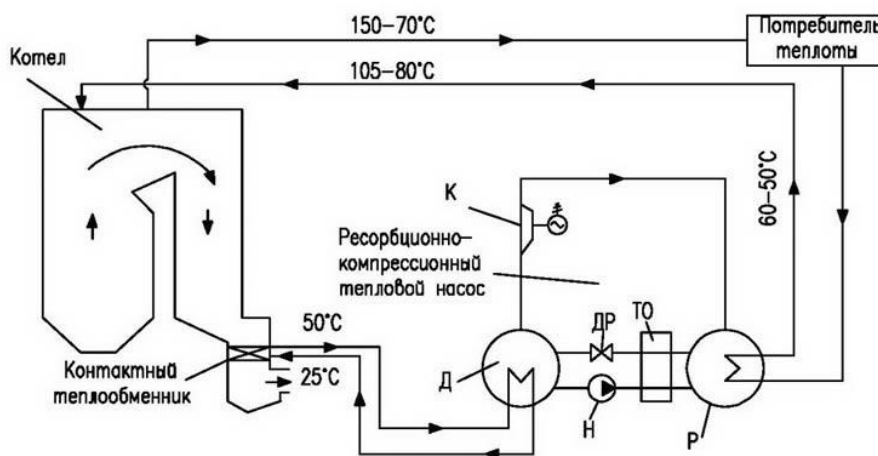 150–70°С
Потребитель
теплоты
Котел
105–80°С
60–50°С
К
Ресорбционно-
компрессионный
тепловой насос
ДР
ТО
50°С
Контактный
теплообменник
25°С
Д
Н
Р